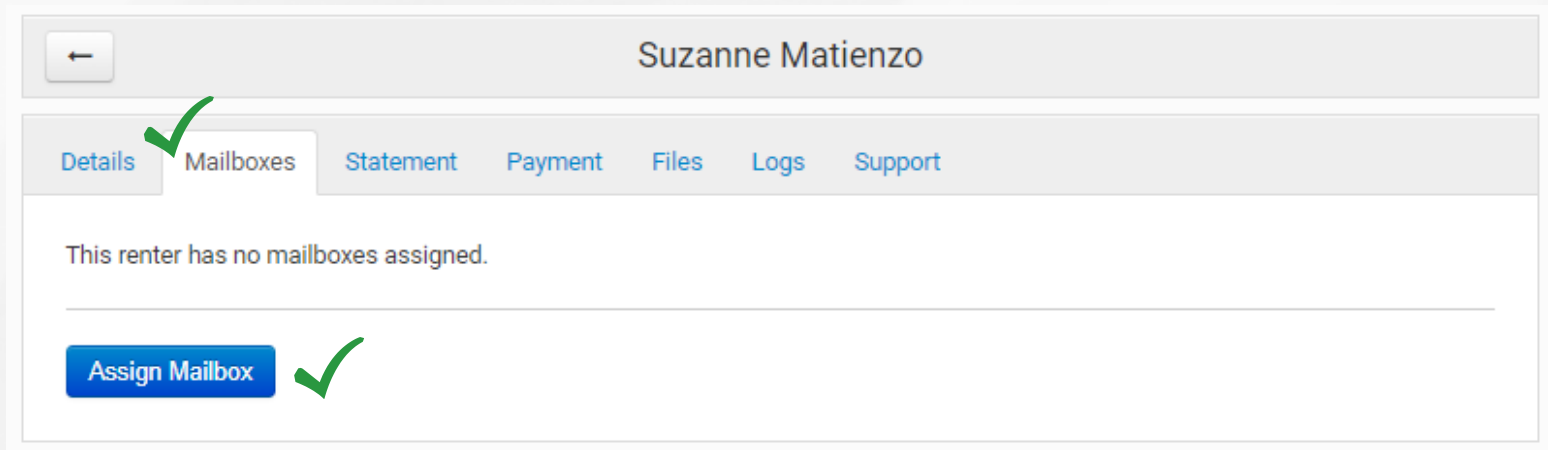 Suzanne Matienzo
Details Mailboxes Statement Payment Files Logs Support
This renter has no mailboxes assigned.
Assign Mailbox